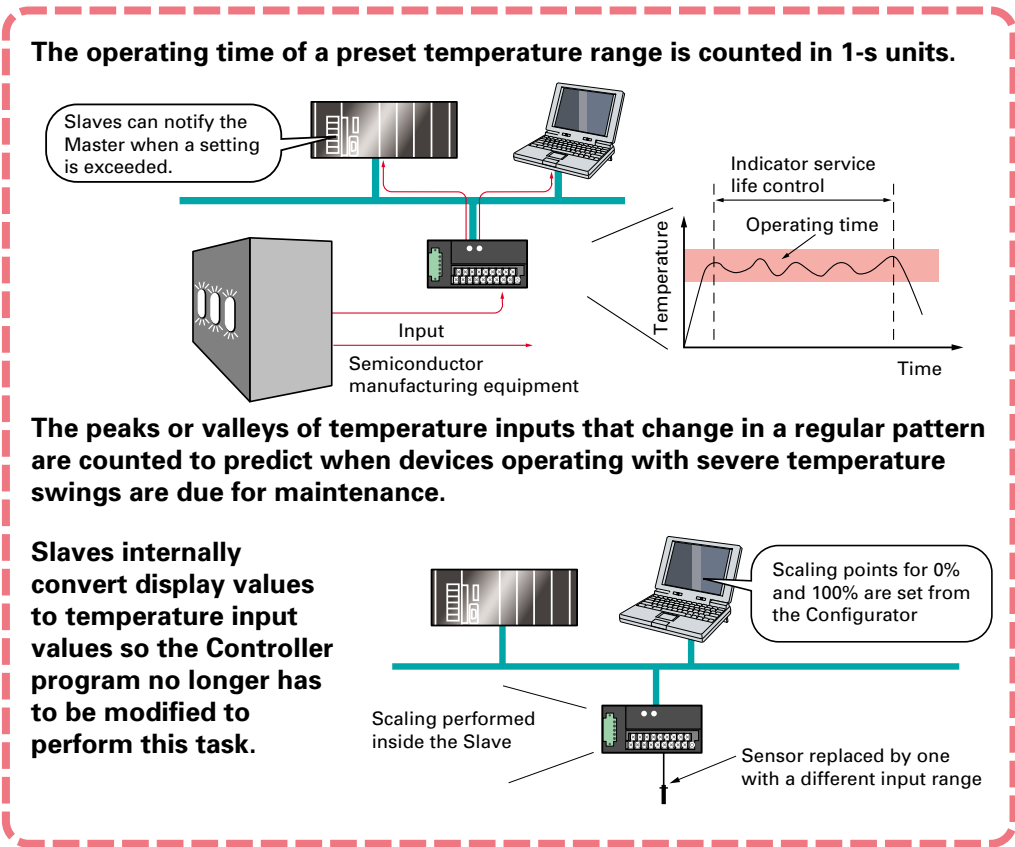 The operating time of a preset temperature range is counted in 1-s units.
Slaves can notify the
Master when a setting
is exceeded.
Indicator service
life control
Operating time
Temperature
Time
Input
Semiconductor
manufacturing equipment
The peaks or valleys of temperature inputs that change in a regular pattern
are counted to predict when devices operating with severe temperature
swings are due for maintenance.
Slaves internally
convert display values
to temperature input
values so the Controller
program no longer has
to be modified to
perform this task.
Scaling points for 0%
and 100% are set from
the Configurator
Scaling performed
inside the Slave
Sensor replaced by one
with a different input range